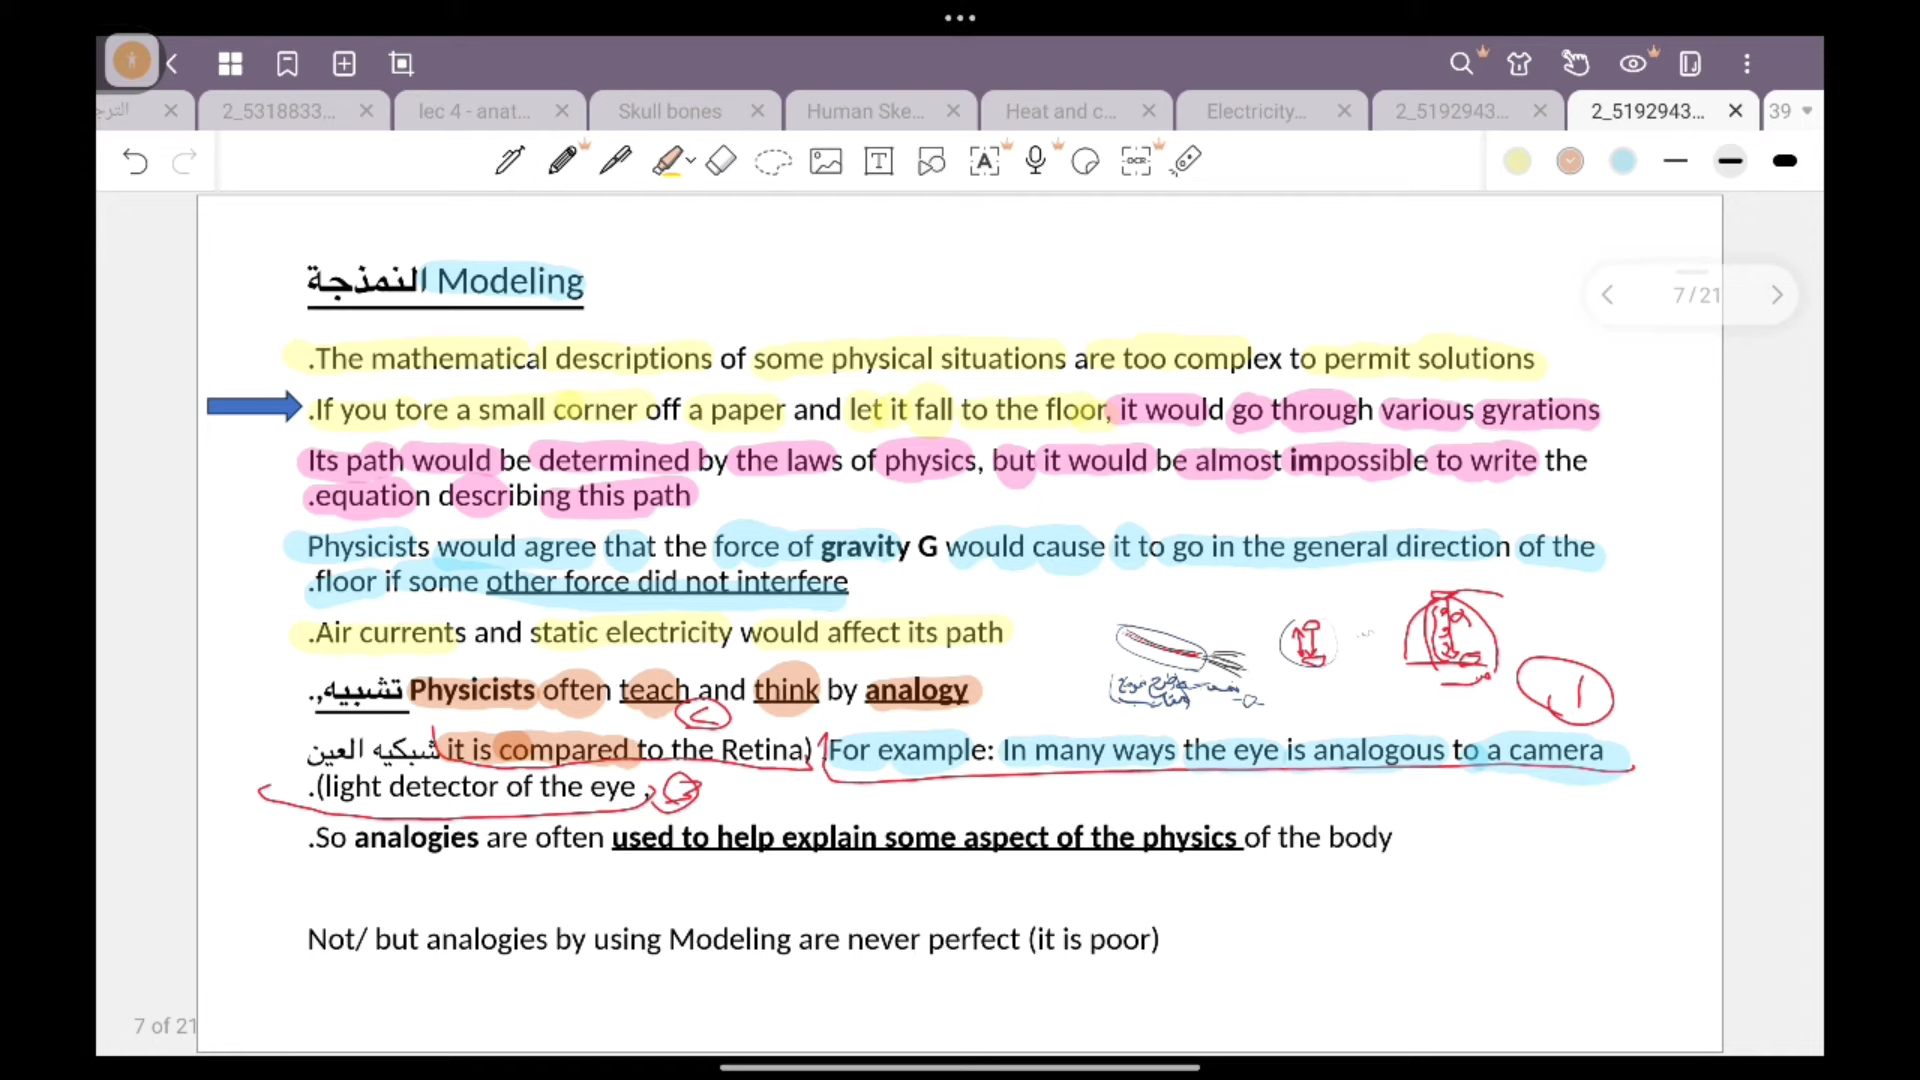 الترج
2_5318833...
lec 4 - anat...
Skull bones
Human Ske...
Heat and c...
Electricity...
2_5192943...
2_5192943...
39
النمذجة Modeling
7/21
.The mathematical descriptions of some physical situations are too complex to permit solutions
.If you tore a small corner off a paper and let it fall to the floor, it would go through various gyrations
Its path would be determined by the laws of physics, but it would be almost impossible to write the
.equation describing this path
Physicists would agree that the force of gravity G would cause it to go in the general direction of the
.floor if some other force did not interfere
.Air currents and static electricity would affect its path
.,تشبيه Physicists often teach and think by analogy
شبكيه العين it is compared to the Retina) For example: In many ways the eye is analogous to a camera
.(light detector of the eye ,
.So analogies are often used to help explain some aspect of the physics of the body
Not/ but analogies by using Modeling are never perfect (it is poor)
7 of 21